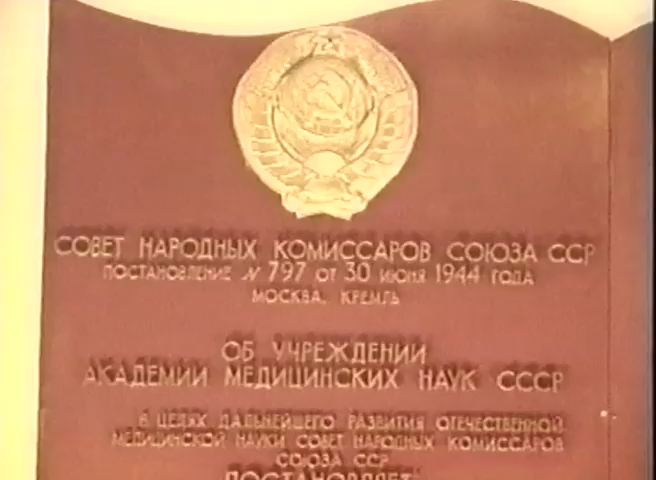 СОВЕТ НАРОДНЫХ КОМИССАРОВ СОЮЗА ССР
ПОСТАНОВЛЕНИЕ № 797 от 30 июня 1944 года
МОСКВА, КРЕМЛЬ
ОБ УЧРЕЖДЕНИИ
АКАДЕМИИ МЕДИЦИНСКИХ НАУК СССР
В ЦЕЛЯХ ДАЛЬНЕЙШЕГО РАЗВИТИЯ ОТЕЧЕСТВЕННОЙ
МЕДИЦИНСКОЙ НАУКИ СОВЕТ НАРОДНЫХ КОМИССАРОВ
СОЮЗА ССР
ПОСТАНОВЛЯЕТ